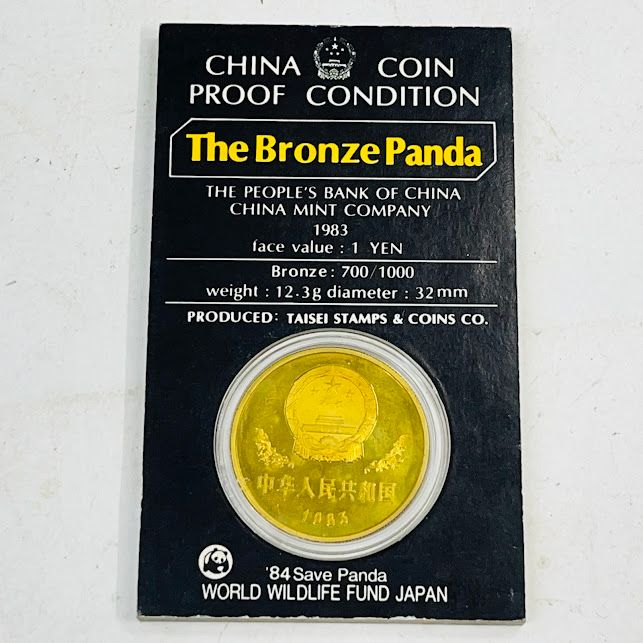 CHINA COIN
PROOF CONDITION
The Bronze Panda
THE PEOPLE'S BANK OF CHINA
CHINA MINT COMPANY
1983
face value : 1 YEN
Bronze : 700/1000
weight : 12.3g diameter : 32mm
PRODUCED: TAISEI STAMPS & COINS CO.
中华人民共和国
1983
'84 Save Panda
WORLD WILDLIFE FUND JAPAN